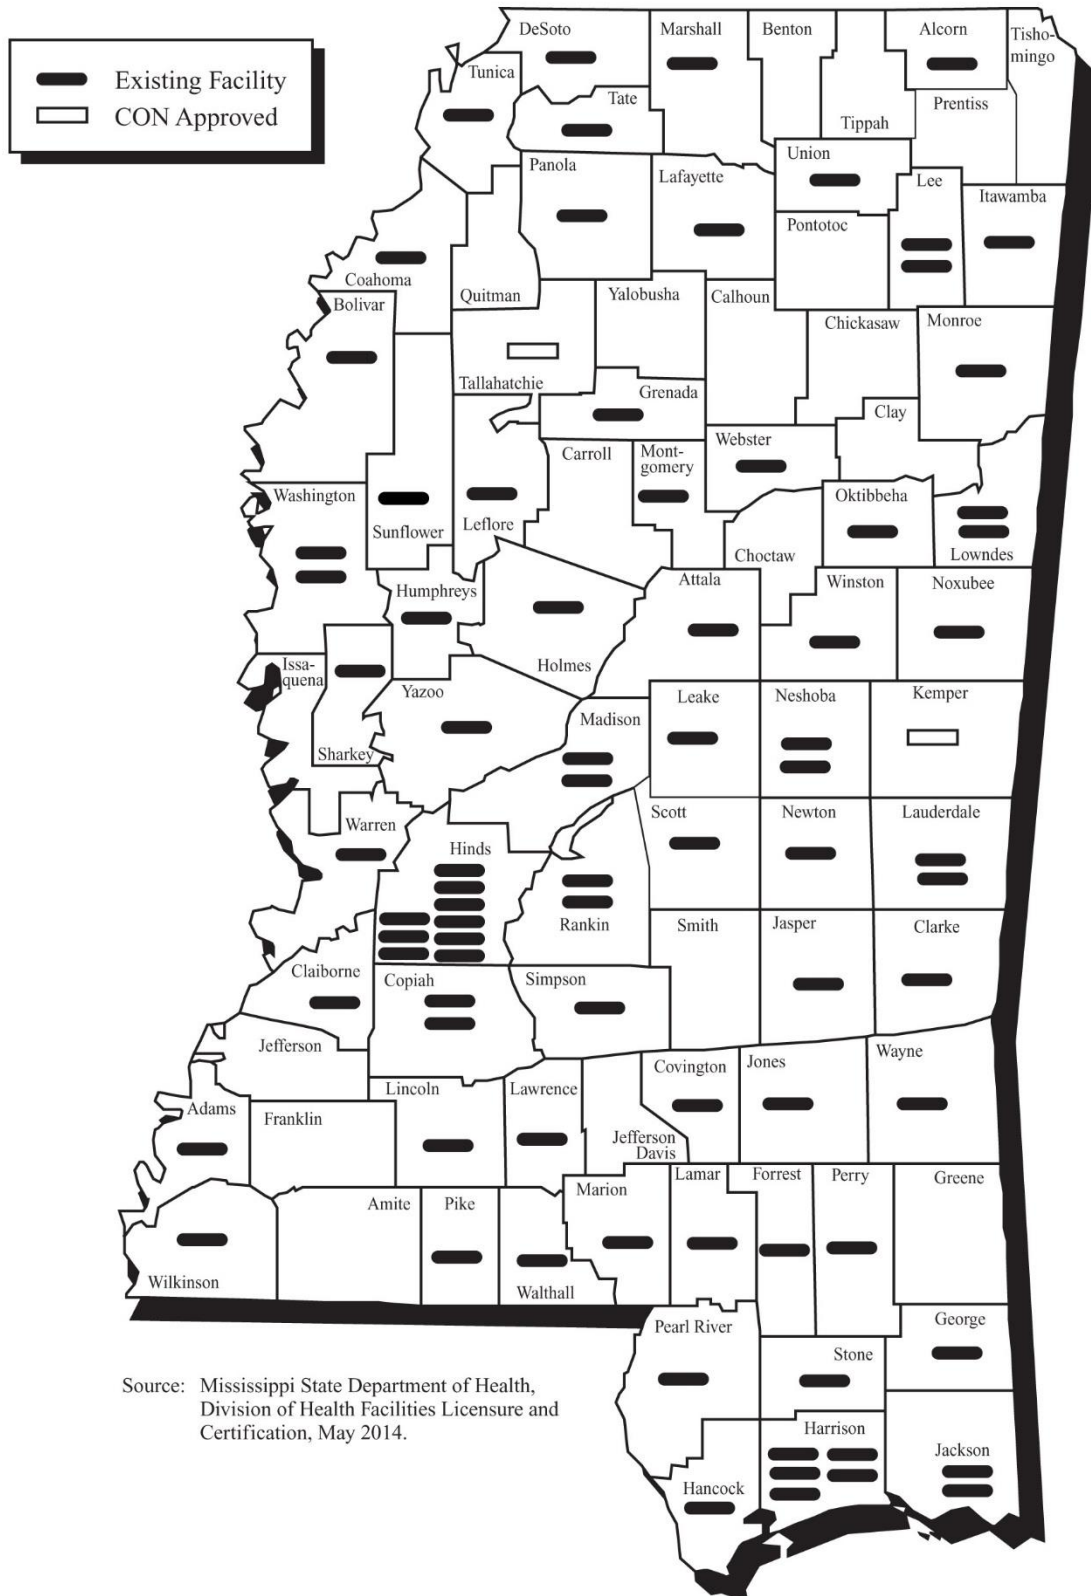 Existing Facility
CON Approved
DeSoto
Marshall
Benton
Alcorn
Tisho-
mingo
Tunica
Tate
Prentiss
Tippah
Union
Panola
Lafayette
Lee
Itawamba
Pontotoc
Coahoma
Quitman
Yalobusha
Calhoun
Bolivar
Chickasaw
Monroe
Tallahatchie
Grenada
Clay
Webster
Carroll
Mont-
gomery
Washington
Oktibbeha
Sunflower
Leflore
Choctaw
Lowndes
Attala
Winston
Noxubee
Humphreys
Holmes
Issa-
quena
Yazoo
Leake
Neshoba
Kemper
Madison
Sharkey
Scott
Newton
Lauderdale
Warren
Hinds
Rankin
Smith
Jasper
Clarke
Claiborne
Copiah
Simpson
Jefferson
Wayne
Covington
Jones
Lincoln
Lawrence
Adams
Franklin
Jefferson
Davis
Marion
Lamar
Forrest
Perry
Greene
Amite
Pike
Wilkinson
Walthall
Pearl River
George
Stone
Source: Mississippi State Department of Health,
Division of Health Facilities Licensure and
Certification, May 2014.
Harrison
Jackson
Hancock